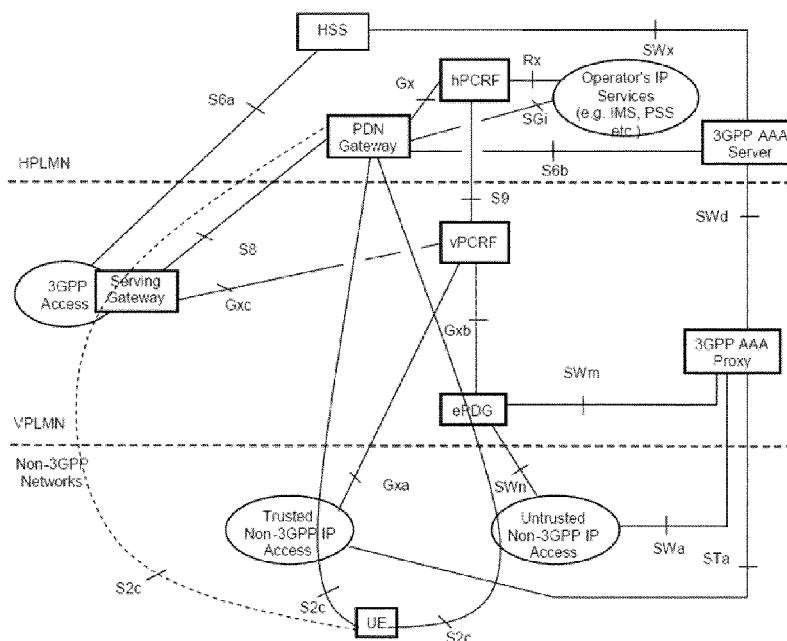 HSS
SWx
hPCRF
Rx
Operator's IP
Services
(e.g. IMS, PSS
etc.)
Gx
S6a
SGi
PDN
Gateway
3GPP AAA
Server
S6b
HPLMN
S9
SWd
S8
vPCRF
3GPP
Access
Serving
Gateway
Gxc
Gxb
3GPP AAA
Proxy
SWm
ePDG
VPLMN
Non-3GPP
Networks
Gxa
SWn
Trusted
Non-3GPP IP
Access
Untrusted
Non-3GPP IP
Access
SWa
STa
S2c
S2c
UE
S2c